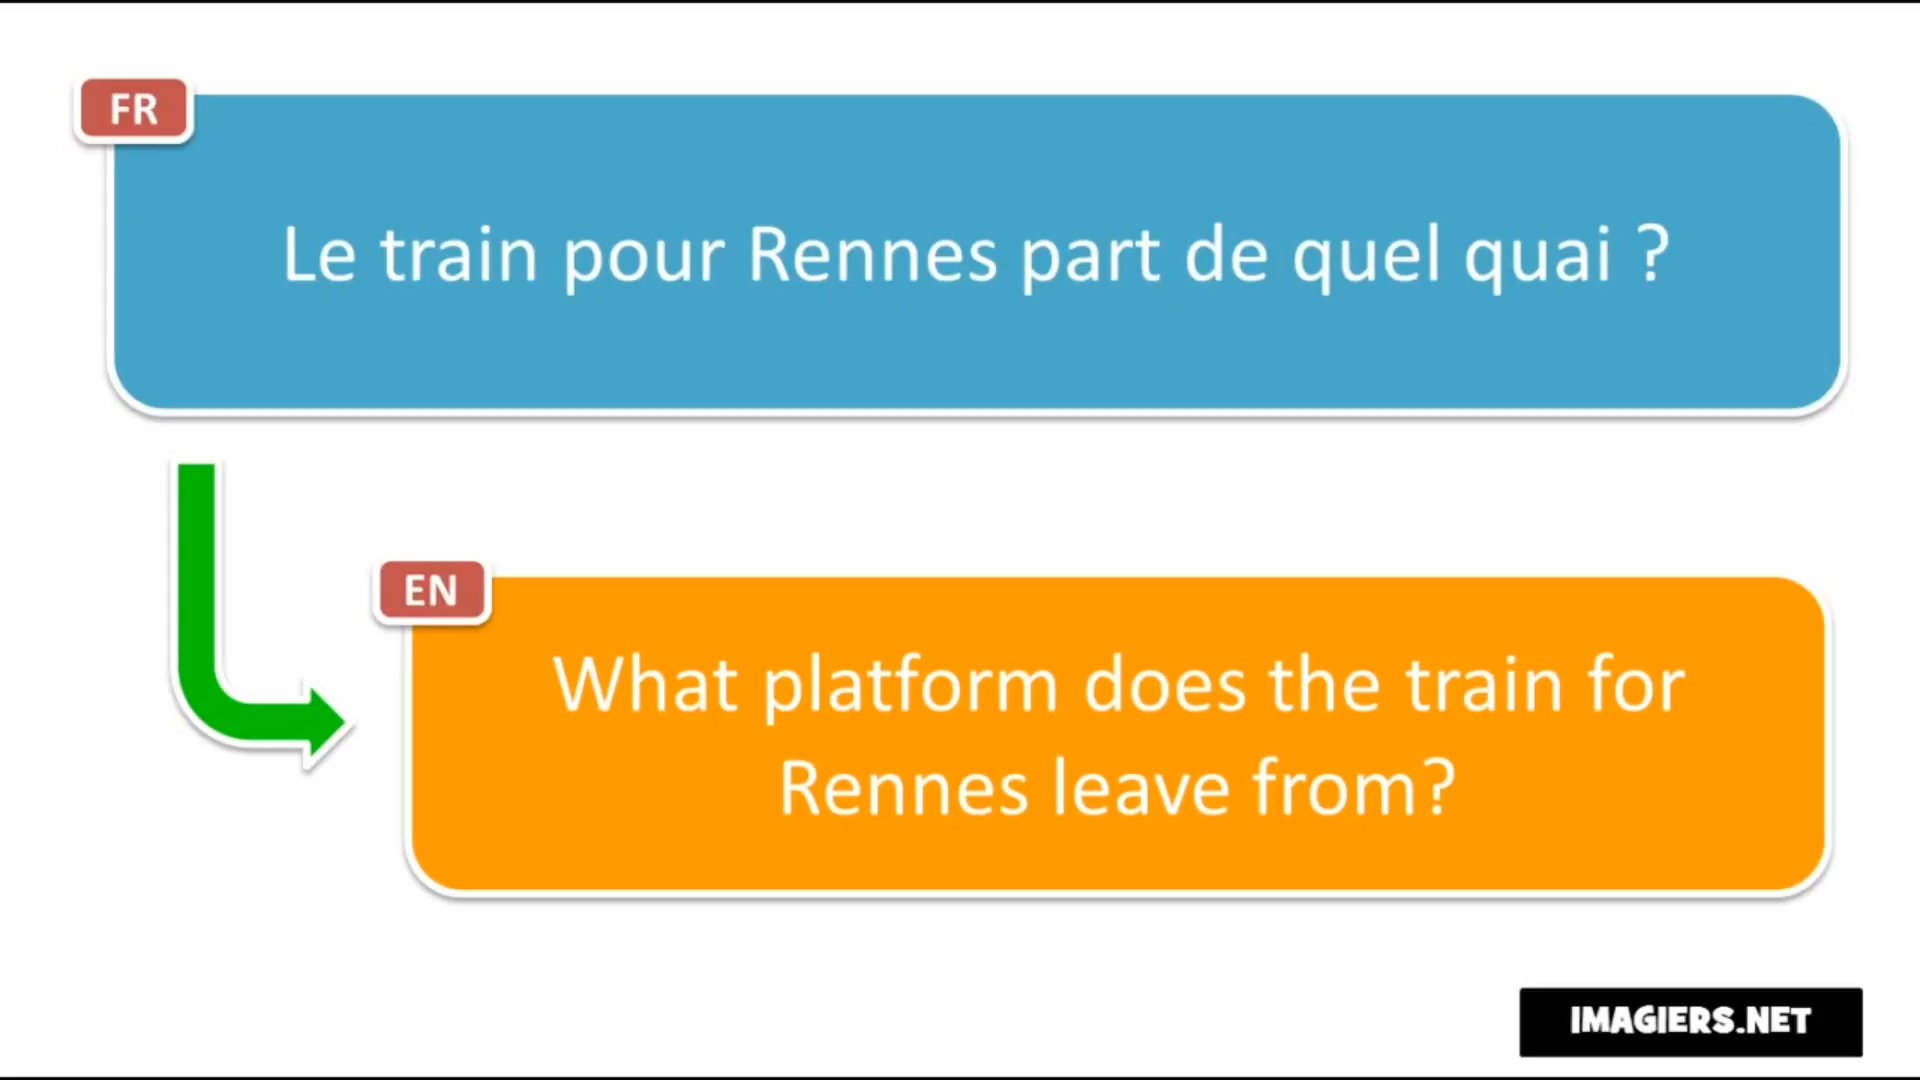 FR
Le train pour Rennes part de quel quai ?
EN
What platform does the train for
Rennes leave from?
IMAGIERS.NET